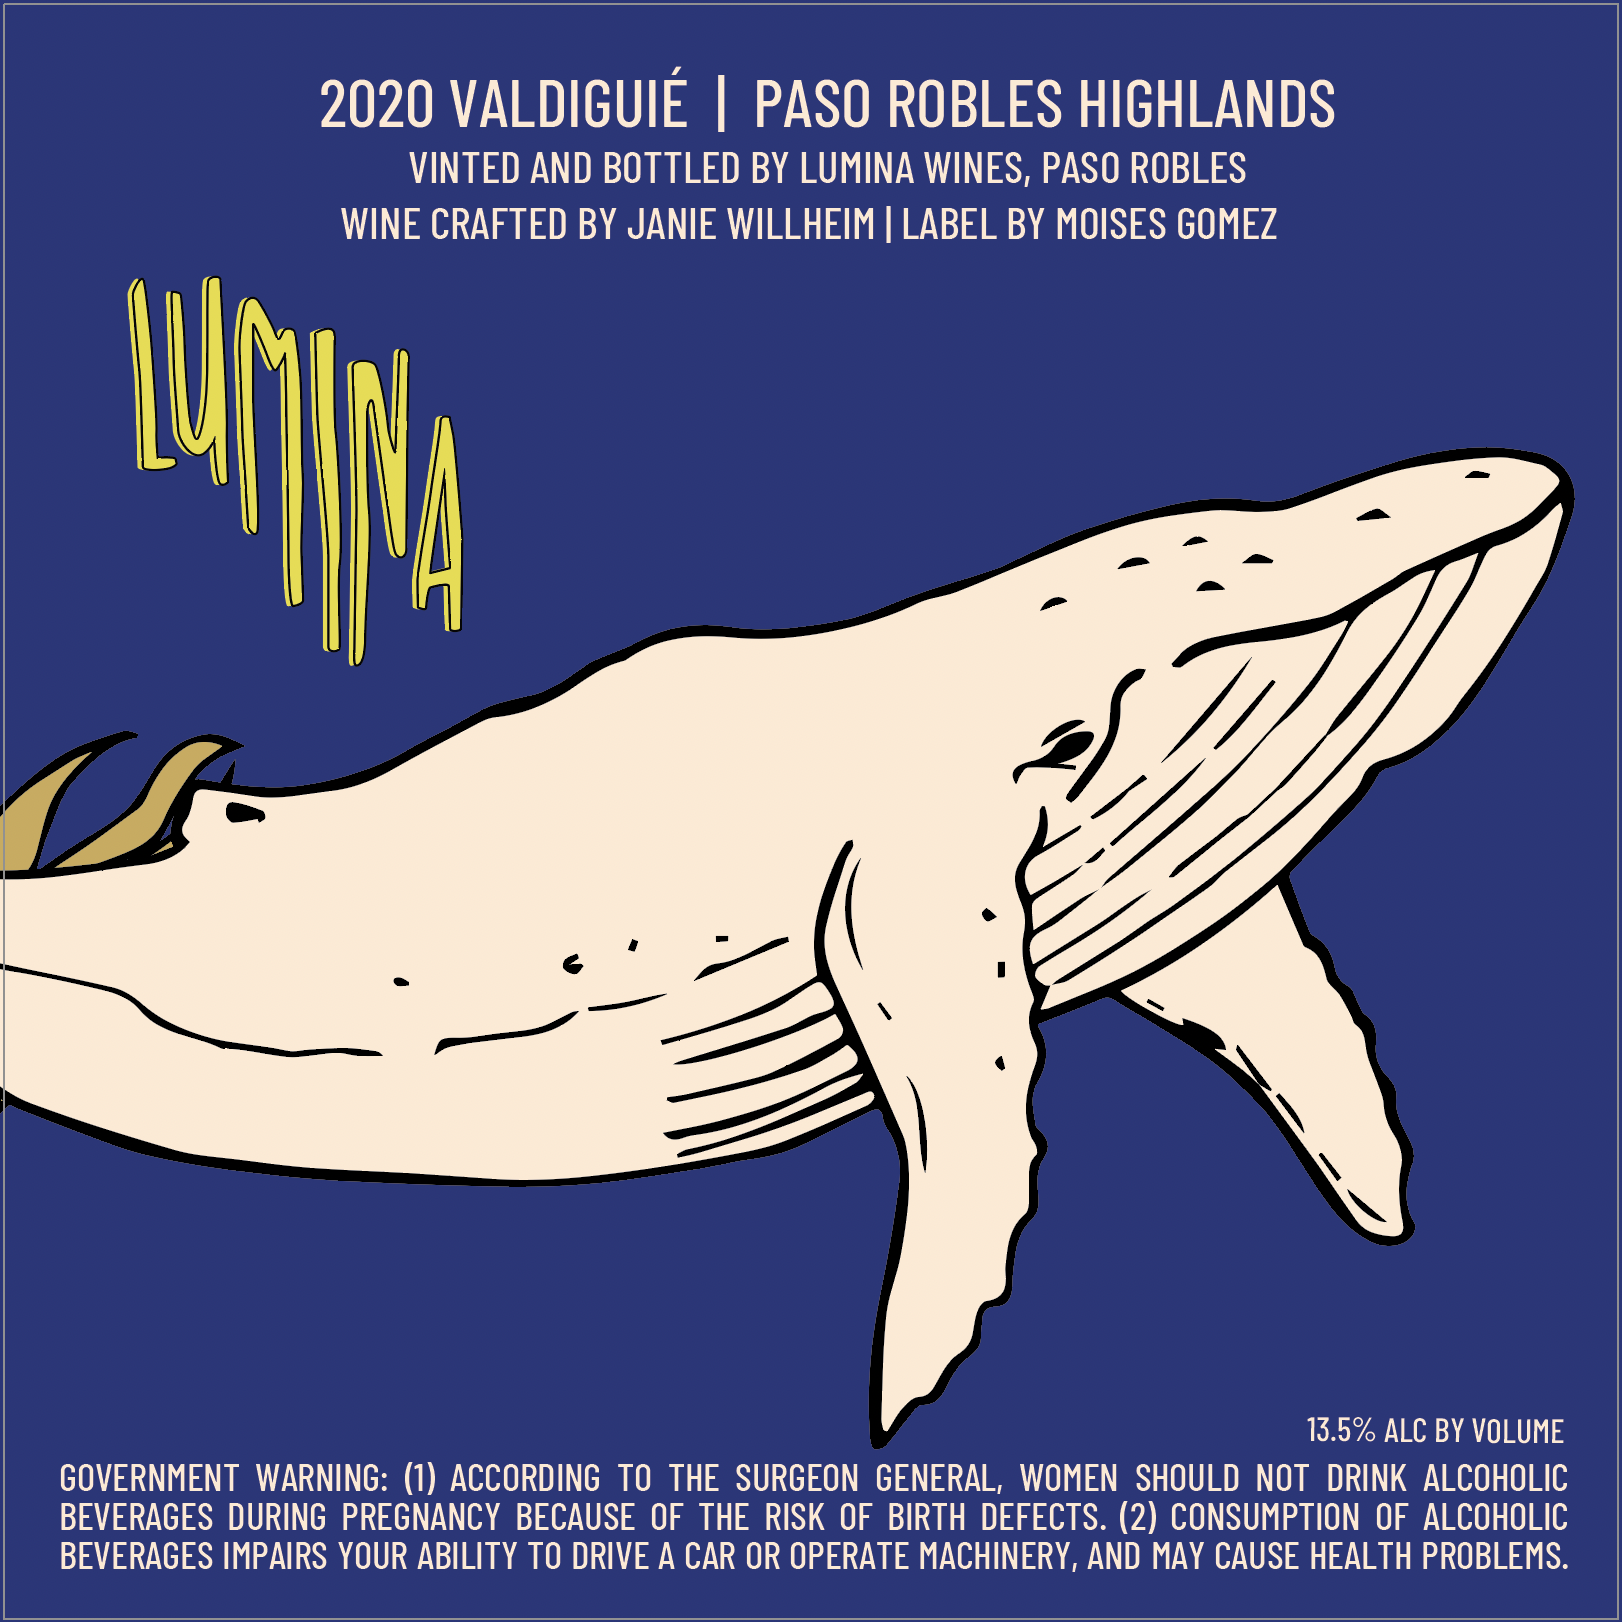 2020 VALDIGUIÉ | PASO ROBLES HIGHLANDS
VINTED AND BOTTLED BY LUMINA WINES, PASO ROBLES
WINE CRAFTED BY JANIE WILLHEIM | LABEL BY MOISES GOMEZ
LUMINA
13.5% ALC BY VOLUME
GOVERNMENT WARNING: (1) ACCORDING TO THE SURGEON GENERAL, WOMEN SHOULD NOT DRINK ALCOHOLIC
BEVERAGES DURING PREGNANCY BECAUSE OF THE RISK OF BIRTH DEFECTS. (2) CONSUMPTION OF ALCOHOLIC
BEVERAGES IMPAIRS YOUR ABILITY TO DRIVE A CAR OR OPERATE MACHINERY, AND MAY CAUSE HEALTH PROBLEMS.